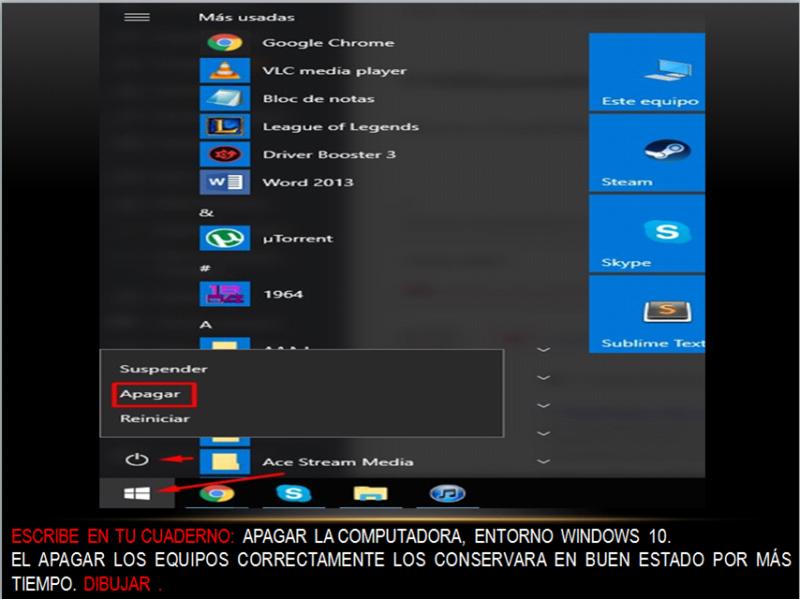 Más usadas
Google Chrome
VLC media player
Bloc de notas
League of Legends
Driver Booster 3
Word 2013
&
µTorrent
#
1964
A
Este equipo
Steam
Skype
Sublime Text
Suspender
Apagar
Reiniciar
Ace Stream Media
ESCRIBE EN TU CUADERNO: APAGAR LA COMPUTADORA, ENTORNO WINDOWS 10.
EL APAGAR LOS EQUIPOS CORRECTAMENTE LOS CONSERVARA EN BUEN ESTADO POR MÁS
TIEMPO. DIBUJAR .